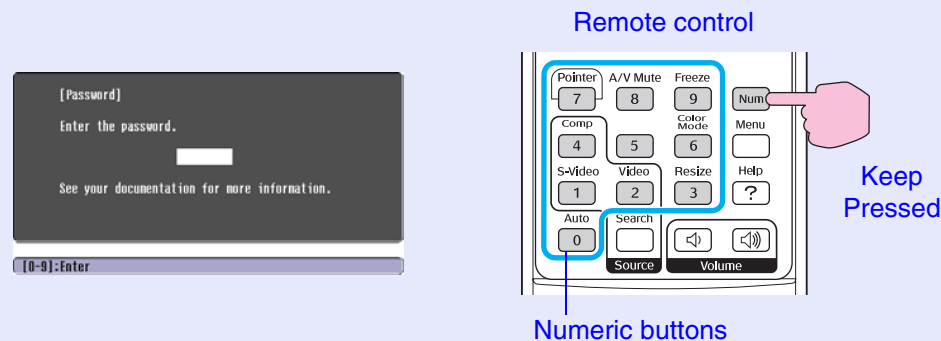 Remote control
[Password]
Enter the password.
See your documentation for more information.
[0-9]:Enter
Pointer A/V Mute Freeze
7 8 9 Num
Comp Color Mode Menu
4 5 6
S-Video Video Resize Help
1 2 3 ?
Auto Search
0
Source Volume
Keep
Pressed
Numeric buttons